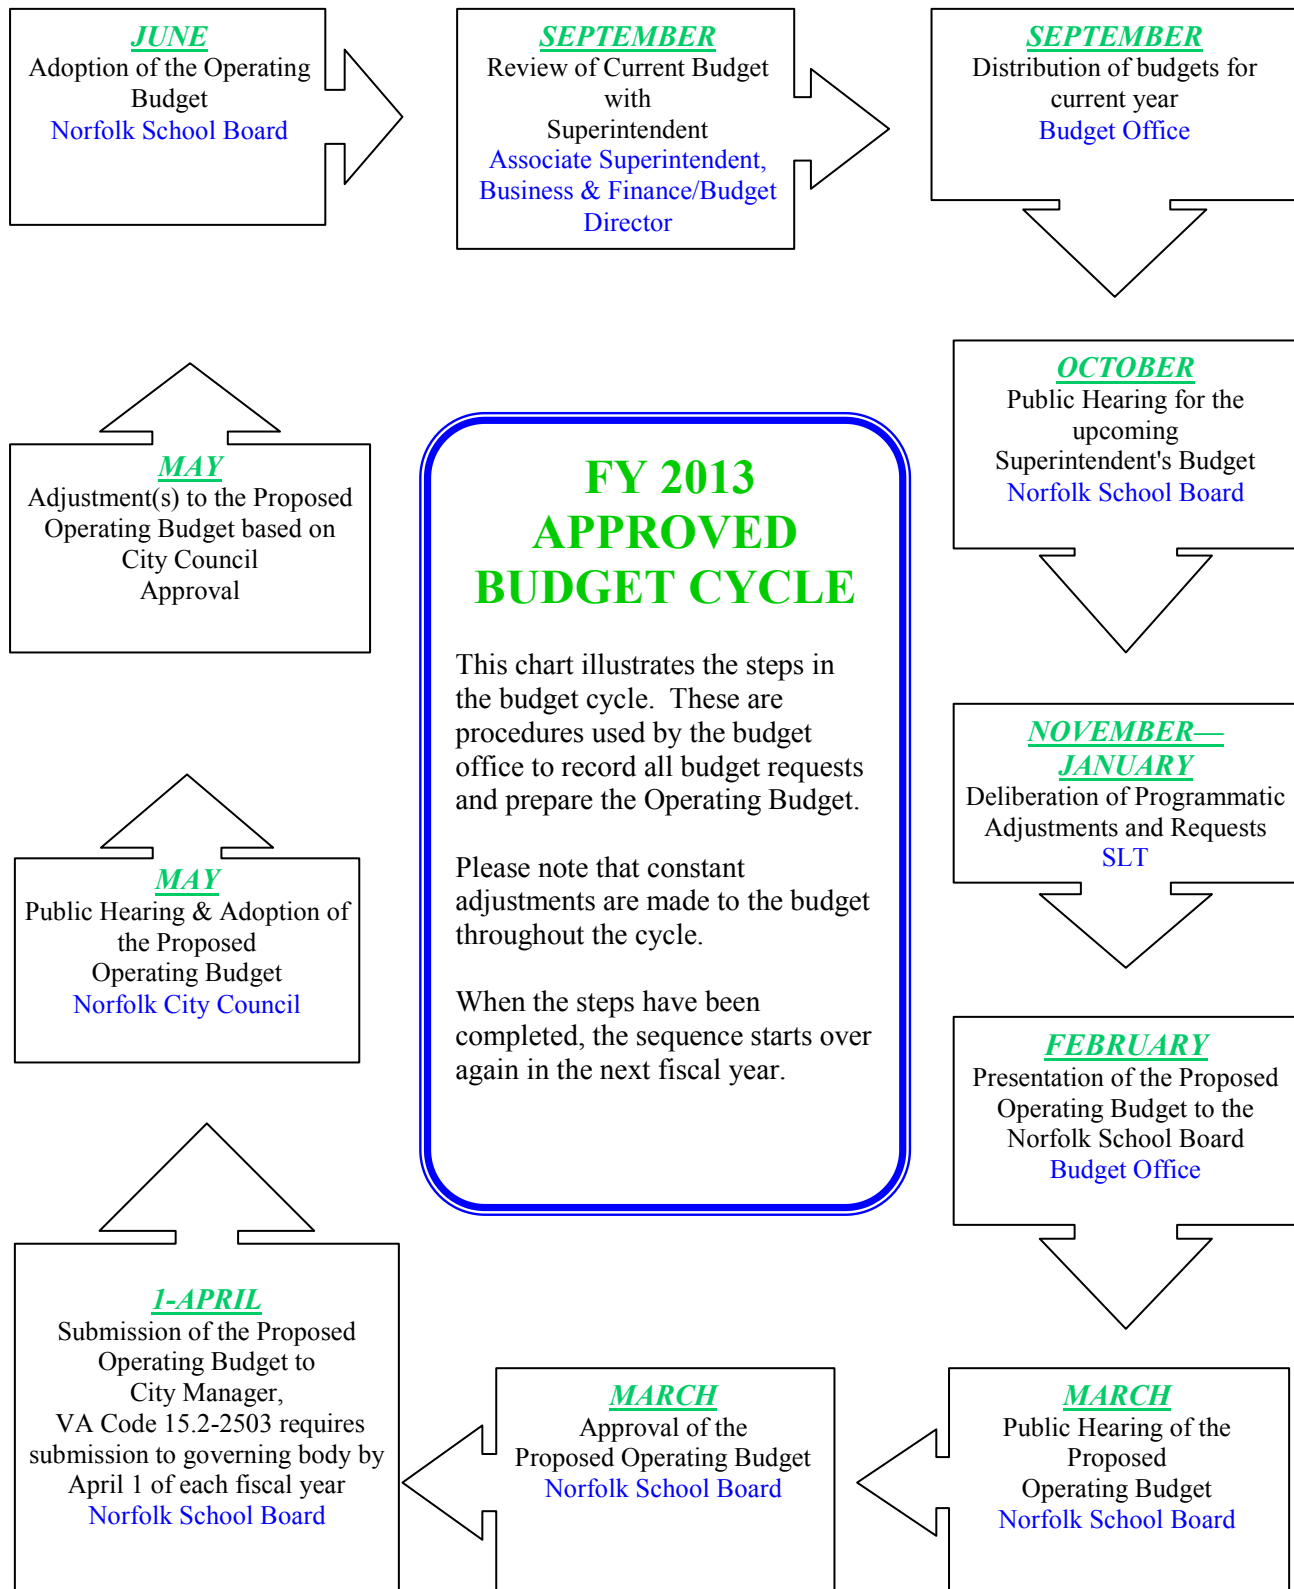 JUNE
Adoption of the Operating
Budget
Norfolk School Board
SEPTEMBER
Review of Current Budget
with
Superintendent
Associate Superintendent,
Business & Finance/Budget
Director
SEPTEMBER
Distribution of budgets for
current year
Budget Office
OCTOBER
Public Hearing for the
upcoming
Superintendent's Budget
Norfolk School Board
NOVEMBER—
JANUARY
Deliberation of Programmatic
Adjustments and Requests
SLT
FEBRUARY
Presentation of the Proposed
Operating Budget to the
Norfolk School Board
Budget Office
MARCH
Public Hearing of the
Proposed
Operating Budget
Norfolk School Board
MARCH
Approval of the
Proposed Operating Budget
Norfolk School Board
1-APRIL
Submission of the Proposed
Operating Budget to
City Manager,
VA Code 15.2-2503 requires
submission to governing body by
April 1 of each fiscal year
Norfolk School Board
MAY
Public Hearing & Adoption of
the Proposed
Operating Budget
Norfolk City Council
MAY
Adjustment(s) to the Proposed
Operating Budget based on
City Council
Approval
FY 2013
APPROVED
BUDGET CYCLE
This chart illustrates the steps in
the budget cycle.  These are
procedures used by the budget
office to record all budget requests
and prepare the Operating Budget.
Please note that constant
adjustments are made to the budget
throughout the cycle.
When the steps have been
completed, the sequence starts over
again in the next fiscal year.